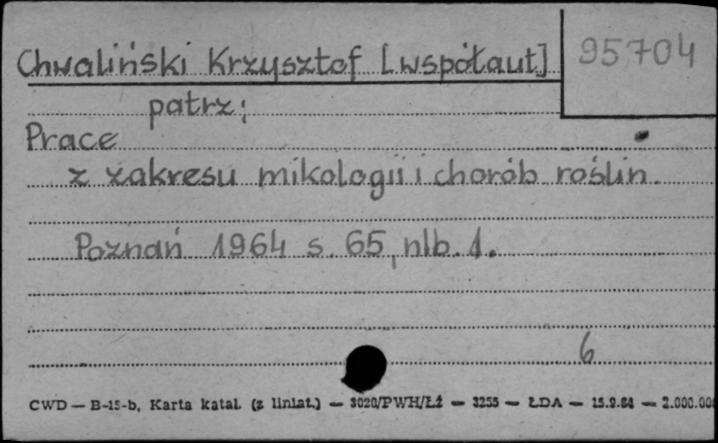 Chwaliński Krzysztof [współaut]
95704
patrz:
Prace
z zakresu mikologii i chorób roślin.
Poznań 1964 s. 65, nlb. 1.
6
CWD — B-15-b, Karta katal. (z liniat.) — 3020/PWH/Łź — 3255 — ŁDA — 15.9.64 — 2.000.000